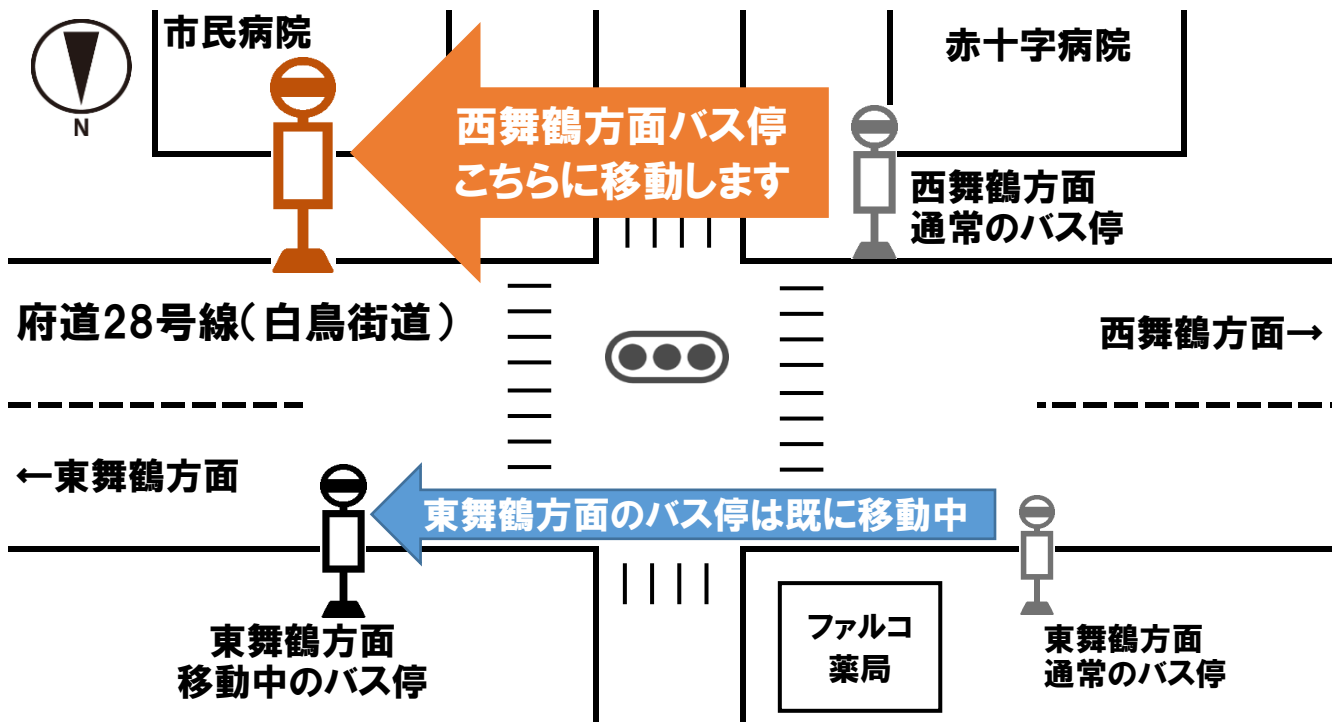 市民病院
赤十字病院
N
西舞鶴方面バス停
こちらに移動します
西舞鶴方面
通常のバス停
府道28号線(白鳥街道)
西舞鶴方面→
←東舞鶴方面
東舞鶴方面のバス停は既に移動中
東舞鶴方面
移動中のバス停
ファルコ
薬局
東舞鶴方面
通常のバス停